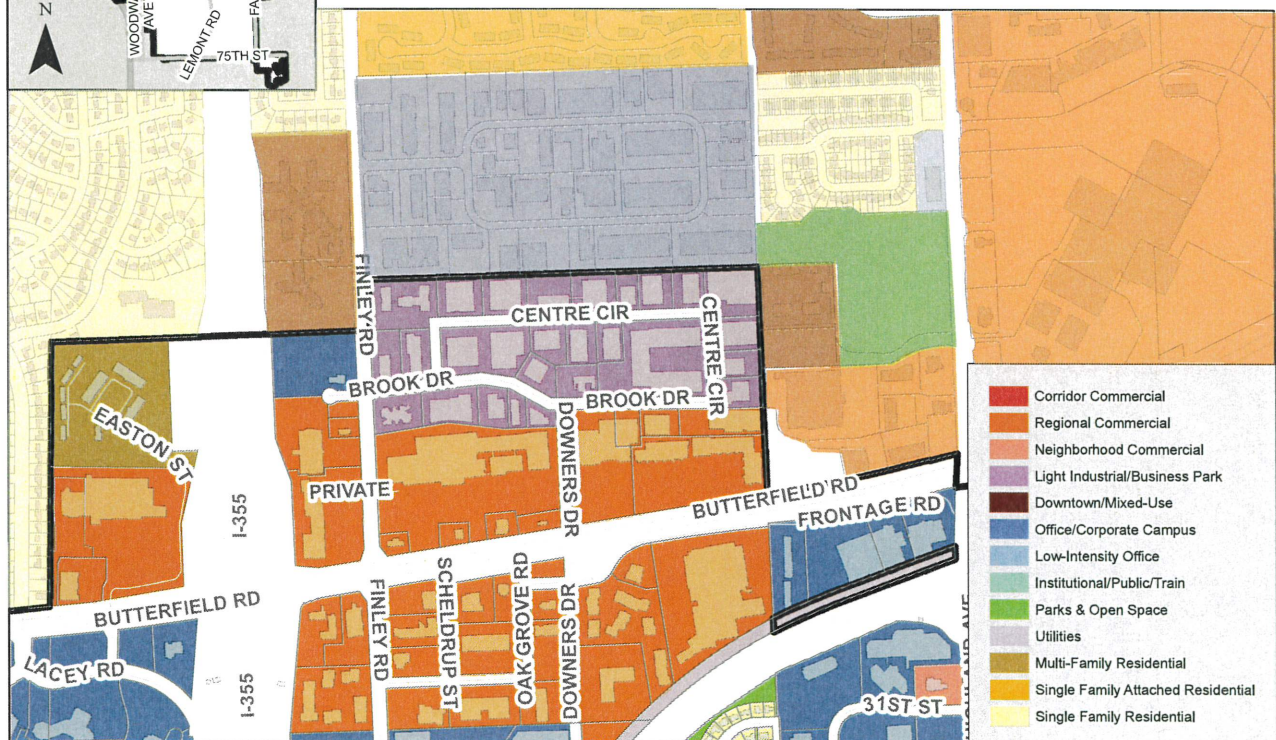 N
WOODWA
AVE
LEMONT RD
FA
75TH ST
FINLEY RD
CENTRE CIR
CENTRE CIR
BROOK DR
BROOK DR
EASTON ST
DOWNERS DR
PRIVATE
I-355
BUTTERFIELD RD
FRONTAGE RD
BUTTERFIELD RD
FINLEY RD
SCHELDRUP ST
OAK GROVE RD
DOWNERS DR
LACEY RD
I-355
31ST ST
Corridor Commercial
Regional Commercial
Neighborhood Commercial
Light Industrial/Business Park
Downtown/Mixed-Use
Office/Corporate Campus
Low-Intensity Office
Institutional/Public/Train
Parks & Open Space
Utilities
Multi-Family Residential
Single Family Attached Residential
Single Family Residential